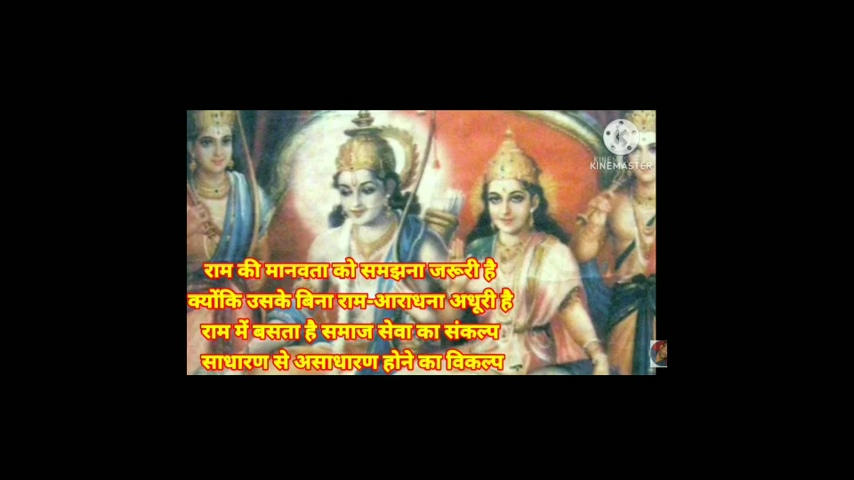 KINEMASTER
राम की मानवता को समझना जरूरी है
क्योंकि उसके बिना राम-आराधना अधूरी है
राम में बसता है समाज सेवा का संकल्प
साधारण से असाधारण होने का विकल्प